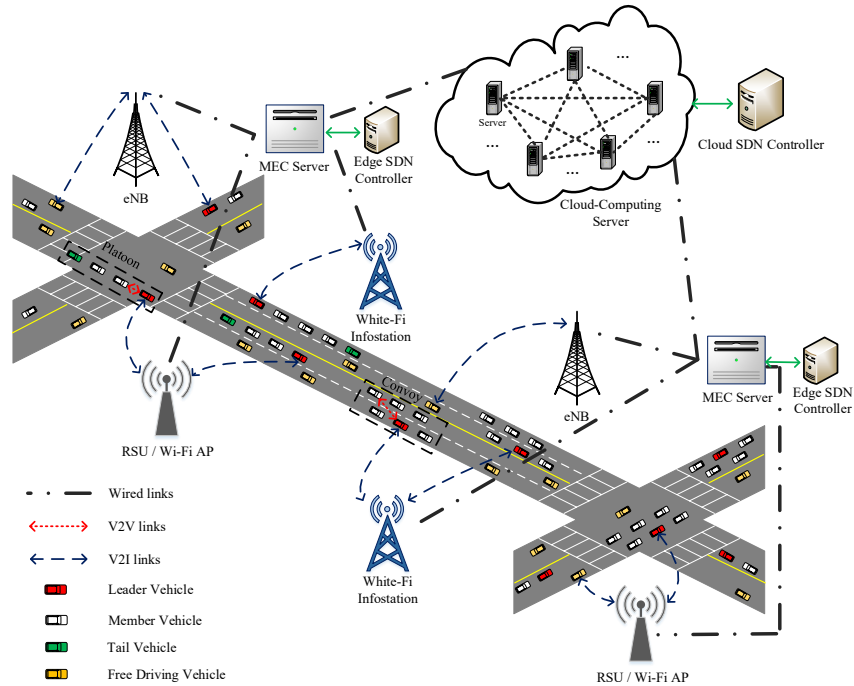 ...
Server
...
...
...
Cloud-Computing
Server
Cloud SDN Controller
MEC Server
Edge SDN
Controller
eNB
Platoon
White-Fi
Infostation
Convoy
eNB
MEC Server
Edge SDN
Controller
RSU / Wi-Fi AP
White-Fi
Infostation
RSU / Wi-Fi AP
Wired links
V2V links
V2I links
Leader Vehicle
Member Vehicle
Tail Vehicle
Free Driving Vehicle